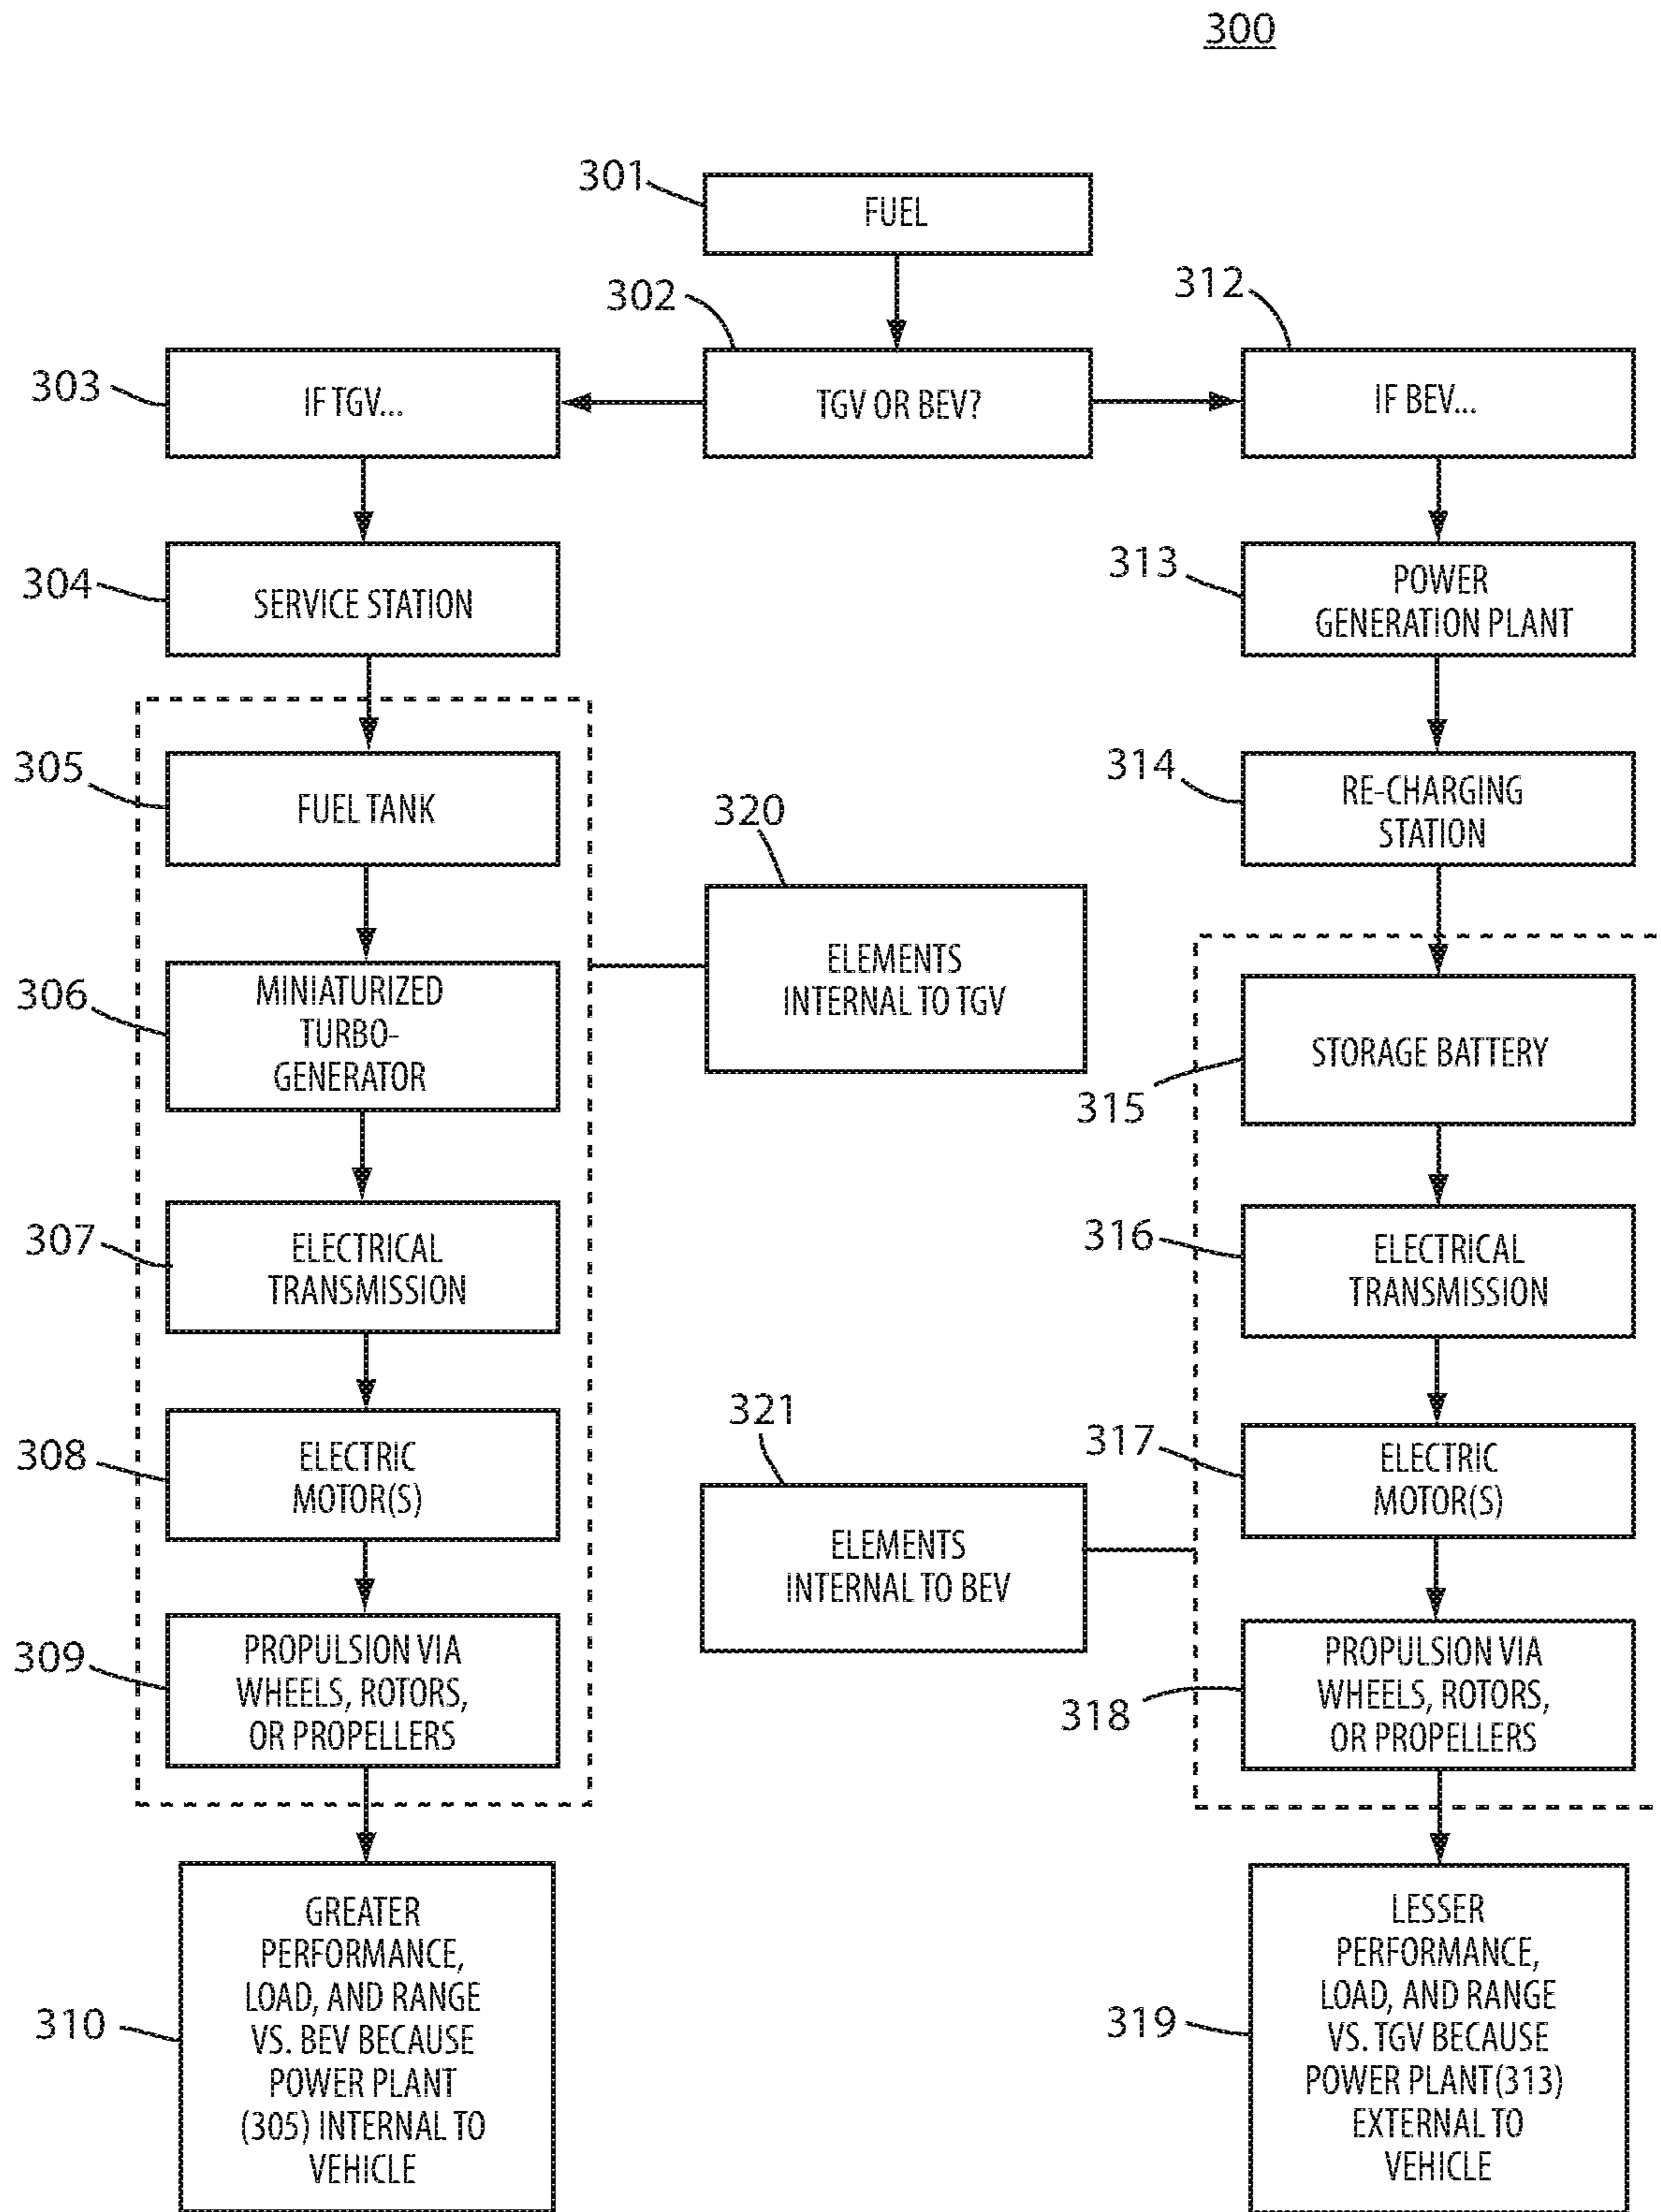 300
301
FUEL
302
TGV OR BEV?
312
IF BEV...
303
IF TGV...
304
SERVICE STATION
305
FUEL TANK
306
MINIATURIZED
TURBO-
GENERATOR
307
ELECTRICAL
TRANSMISSION
308
ELECTRIC
MOTOR(S)
309
PROPULSION VIA
WHEELS, ROTORS,
OR PROPELLERS
310
GREATER
PERFORMANCE,
LOAD, AND RANGE
VS. BEV BECAUSE
POWER PLANT
(305) INTERNAL TO
VEHICLE
320
ELEMENTS
INTERNAL TO TGV
321
ELEMENTS
INTERNAL TO BEV
313
POWER
GENERATION PLANT
314
RE-CHARGING
STATION
315
STORAGE BATTERY
316
ELECTRICAL
TRANSMISSION
317
ELECTRIC
MOTOR(S)
318
PROPULSION VIA
WHEELS, ROTORS,
OR PROPELLERS
319
LESSER
PERFORMANCE,
LOAD, AND RANGE
VS. TGV BECAUSE
POWER PLANT(313)
EXTERNAL TO
VEHICLE